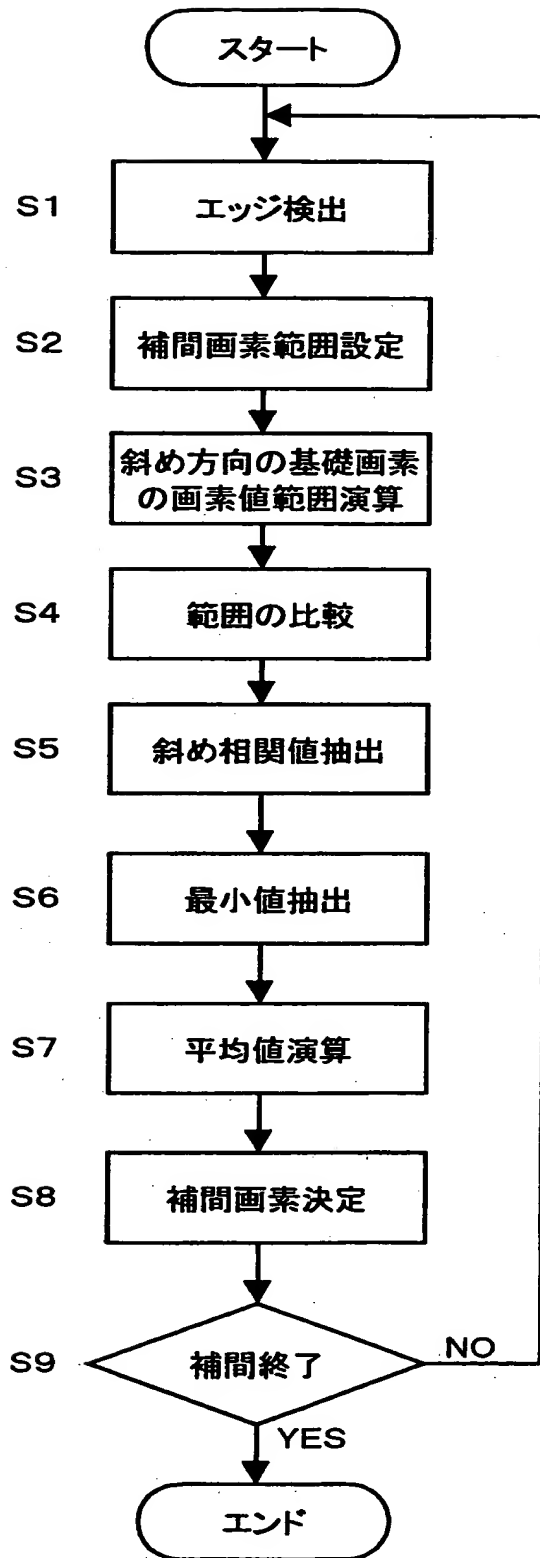 スタート
S1
エッジ検出
S2
補間画素範囲設定
S3
斜め方向の基礎画素
の画素値範囲演算
S4
範囲の比較
S5
斜め相関値抽出
S6
最小値抽出
S7
平均値演算
S8
補間画素決定
S9
補間終了
NO
YES
エンド